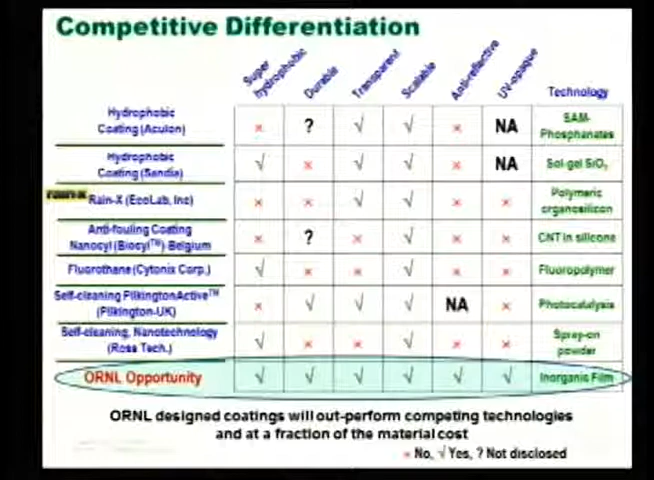 Competitive Differentiation
Super hydrophobic
Durable
Transparent
Scalable
Anti-reflective
UV-opaque
Technology
Hydrophobic
Coating (Aculon)
× ? √ √ × NA
SAM-
Phosphanates
Hydrophobic
Coating (Sandia)
√ × √ √ × NA
Sol-gel SiO₂
Rain-X (EcoLab, Inc)
× × √ √ × ×
Polymeric
organosilicon
Anti-fouling Coating
Nanocyl (Biocyl™)-Belgium
× ? × √ × ×
CNT in silicone
Fluorothane (Cytonix Corp.)
√ × × √ × ×
Fluoropolymer
Self-cleaning PilkingtonActive™
(Pilkington-UK)
× √ √ √ NA ×
Photocatalysis
Self-cleaning, Nanotechnology
(Ross Tech.)
√ × × √ × ×
Spray-on
powder
ORNL Opportunity
√ √ √ √ √ √
Inorganic Film
ORNL designed coatings will out-perform competing technologies
and at a fraction of the material cost
× No, √ Yes, ? Not disclosed